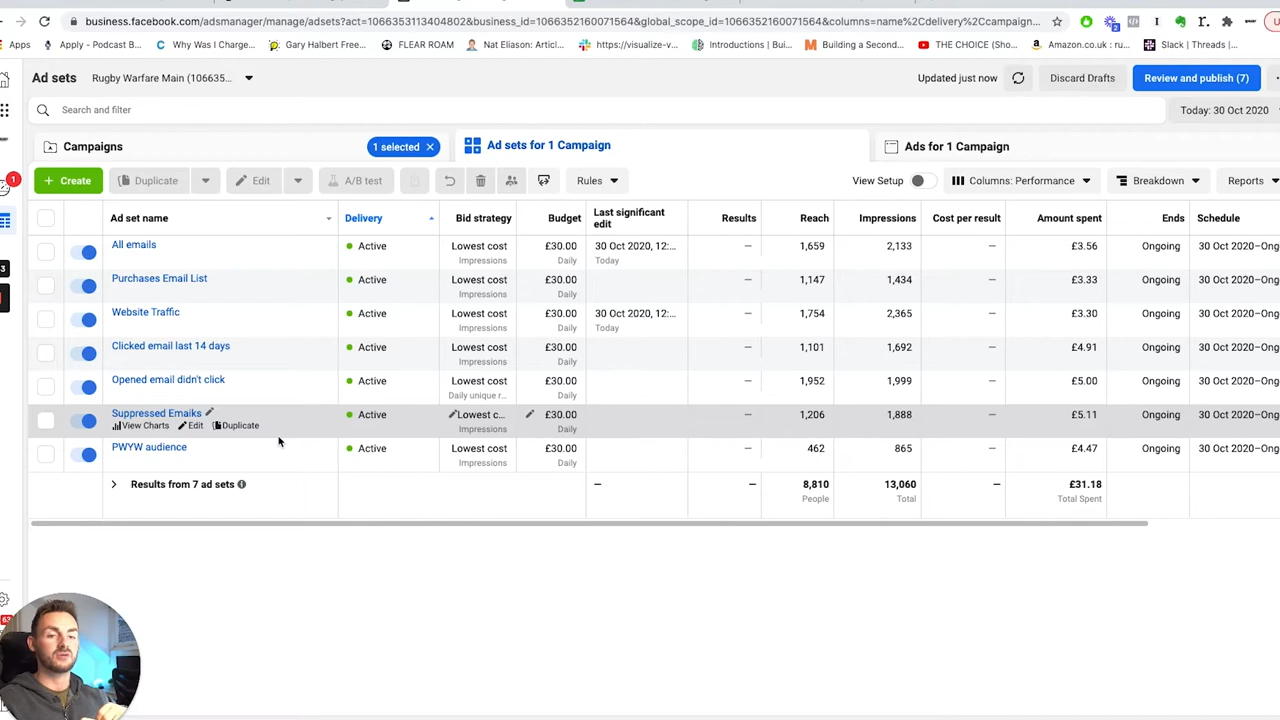 business.facebook.com/adsmanager/manage/adsets?act=1066353113404802&business_id=1066352160071564&global_scope_id=1066352160071564&columns=name%2Cdelivery%2Ccampaign...
Apps Apply - Podcast B... Why Was I Charge... Gary Halbert Free... FLEAR ROAM Nat Eliason: Articl... https://visualize-v... Introductions | Bui... Building a Second... THE CHOICE (Sho... Amazon.co.uk : ru... Slack | Threads |...
Ad sets Rugby Warfare Main (106635... Updated just now Discard Drafts Review and publish (7)
Search and filter Today: 30 Oct 2020
Campaigns 1 selected Ad sets for 1 Campaign Ads for 1 Campaign
1
+ Create Duplicate Edit A/B test Rules View Setup Columns: Performance Breakdown Reports
Ad set name Delivery Bid strategy Budget Last significant edit Results Reach Impressions Cost per result Amount spent Ends Schedule
All emails Active Lowest cost £30.00 30 Oct 2020, 12:... — 1,659 2,133 — £3.56 Ongoing 30 Oct 2020–Ong
Impressions Daily Today
3
Purchases Email List Active Lowest cost £30.00 — 1,147 1,434 — £3.33 Ongoing 30 Oct 2020–Ong
Impressions Daily
Website Traffic Active Lowest cost £30.00 30 Oct 2020, 12:... — 1,754 2,365 — £3.30 Ongoing 30 Oct 2020–Ong
Impressions Daily Today
Clicked email last 14 days Active Lowest cost £30.00 — 1,101 1,692 — £4.91 Ongoing 30 Oct 2020–Ong
Impressions Daily
Opened email didn't click Active Lowest cost £30.00 — 1,952 1,999 — £5.00 Ongoing 30 Oct 2020–Ong
Daily unique r... Daily
Suppressed Emaiks Active Lowest c... £30.00 — 1,206 1,888 — £5.11 Ongoing 30 Oct 2020–Ong
View Charts Edit Duplicate Impressions Daily
PWYW audience Active Lowest cost £30.00 — 462 865 — £4.47 Ongoing 30 Oct 2020–Ong
Impressions Daily
Results from 7 ad sets — — 8,810 13,060 — £31.18
People Total Total Spent
63